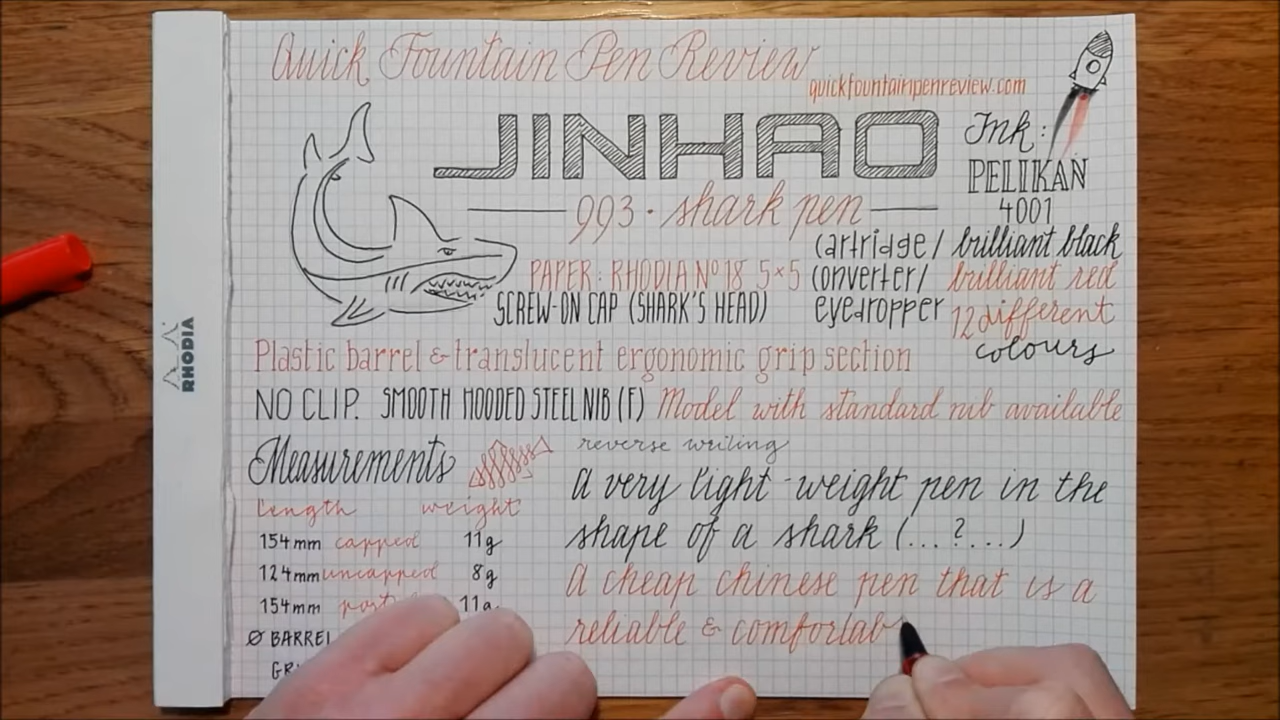 Quick Fountain Pen Review
quickfountainpenreview.com
JINHAO
993 · shark pen
Ink:
PELIKAN
4001
brilliant black
brilliant red
12 different
colours
cartridge/
converter/
eyedropper
PAPER: RHODIA Nº18 5×5
SCREW-ON CAP (SHARK'S HEAD)
Plastic barrel & translucent ergonomic grip section
NO CLIP. SMOOTH HOODED STEEL NIB (F) Model with standard nib available
Measurements
length weight
154mm capped 11g
124mm uncapped 8g
154mm 11g
Ø BARREL
reverse writing
A very light-weight pen in the
shape of a shark (...?...)
A cheap chinese pen that is a
reliable & comfortab
RHODIA